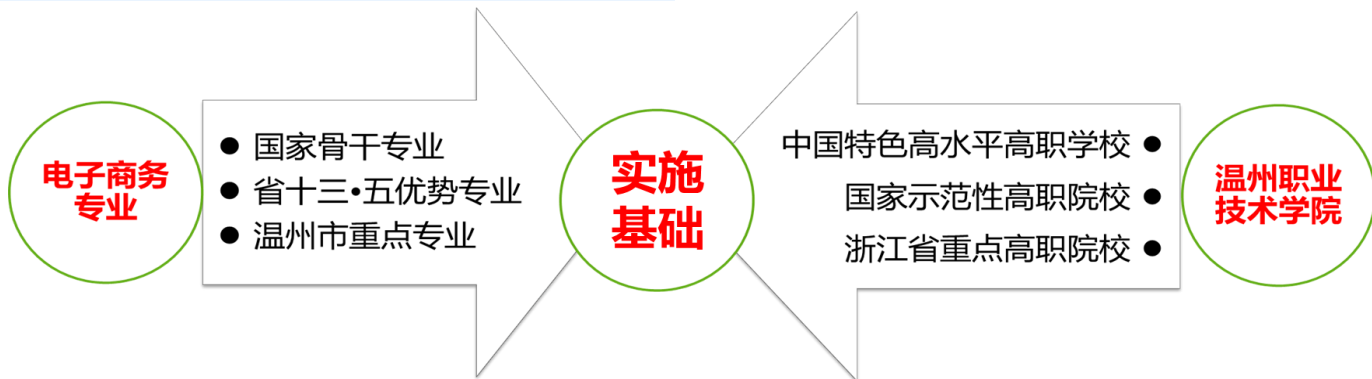 电子商务
专业
● 国家骨干专业
● 省十三•五优势专业
● 温州市重点专业
实施
基础
中国特色高水平高职学校 ●
国家示范性高职院校 ●
浙江省重点高职院校 ●
温州职业
技术学院